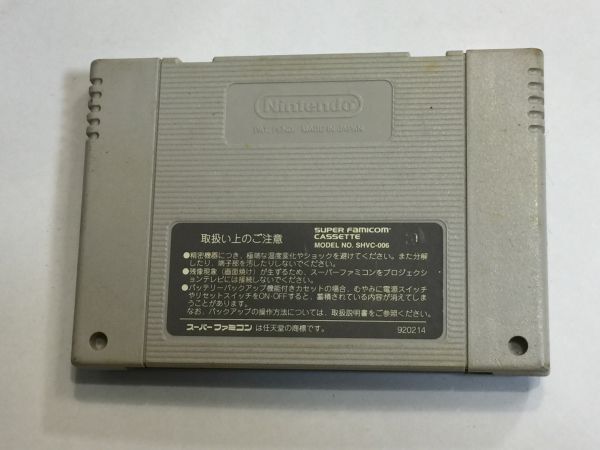 Nintendo
PAT. PEND. MADE IN JAPAN
取扱い上のご注意
SUPER FAMICOM
CASSETTE
MODEL NO. SHVC-006
●精密機器につき、極端な温度変化やショックを避けてください。また分解
したり、端子部を汚したりしないでください。
●残像現象（画面焼け）が生ずるため、スーパーファミコンをプロジェクシ
ョンテレビには接続しないでください。
●バッテリーバックアップ機能付きカセットの場合、むやみに電源スイッチ
やリセットスイッチをON・OFFすると、蓄積されている内容が消えてしま
うことがあります。
なお、バックアップの操作方法については、取扱説明書をご参照ください。
スーパーファミコン は任天堂の商標です。
920214